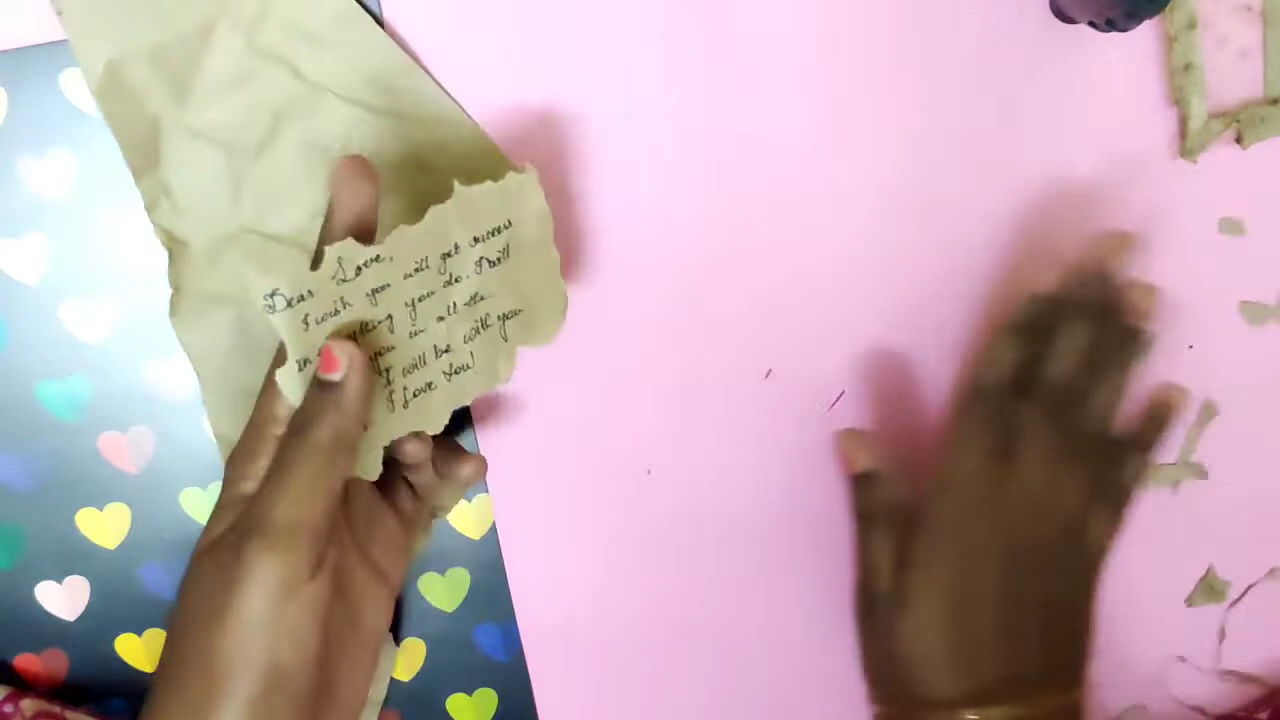 Dear Love,
I wish you will get success
in you do. I will
you in all the
I will be with you
I Love You!